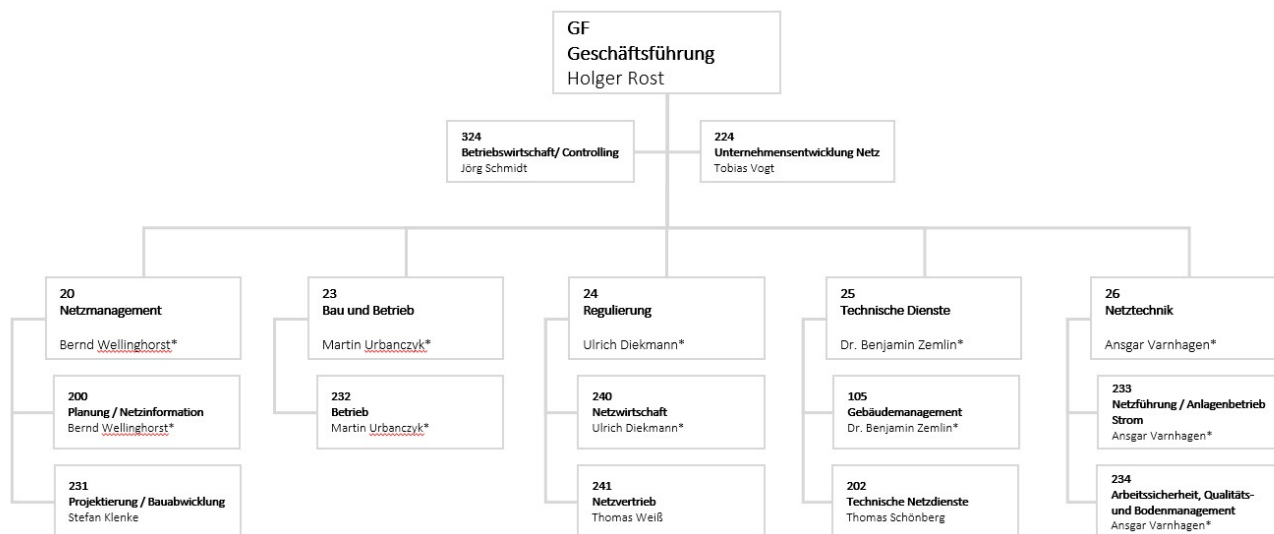 GF
Geschäftsführung
Holger Rost
324
Betriebswirtschaft/ Controlling
Jörg Schmidt
224
Unternehmensentwicklung Netz
Tobias Vogt
20
Netzmanagement
Bernd Wellinghorst*
23
Bau und Betrieb
Martin Urbanczyk*
24
Regulierung
Ulrich Diekmann*
25
Technische Dienste
Dr. Benjamin Zemlin*
26
Netztechnik
Ansgar Varnhagen*
200
Planung / Netzinformation
Bernd Wellinghorst*
232
Betrieb
Martin Urbanczyk*
240
Netzwirtschaft
Ulrich Diekmann*
105
Gebäudemanagement
Dr. Benjamin Zemlin*
233
Netzführung / Anlagenbetrieb
Strom
Ansgar Varnhagen*
231
Projektierung / Bauabwicklung
Stefan Klenke
241
Netzvertrieb
Thomas Weiß
202
Technische Netzdienste
Thomas Schönberg
234
Arbeitssicherheit, Qualitäts-
und Bodenmanagement
Ansgar Varnhagen*